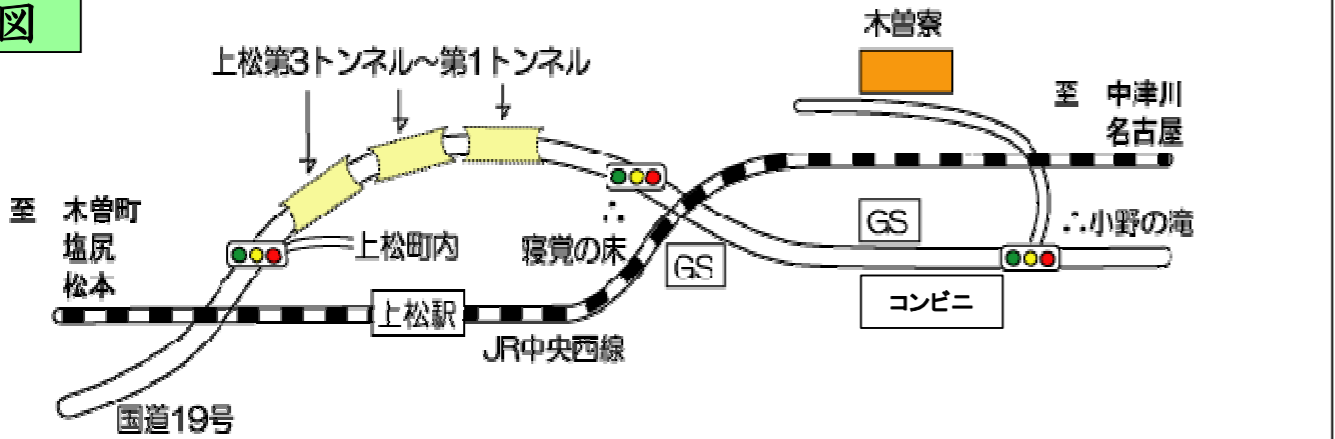 図
木曽寮
上松第3トンネル～第1トンネル
至 中津川
名古屋
至 木曽町
塩尻
松本
上松町内
∴
寝覚の床
GS
GS
∴小野の滝
コンビニ
上松駅
JR中央西線
国道19号